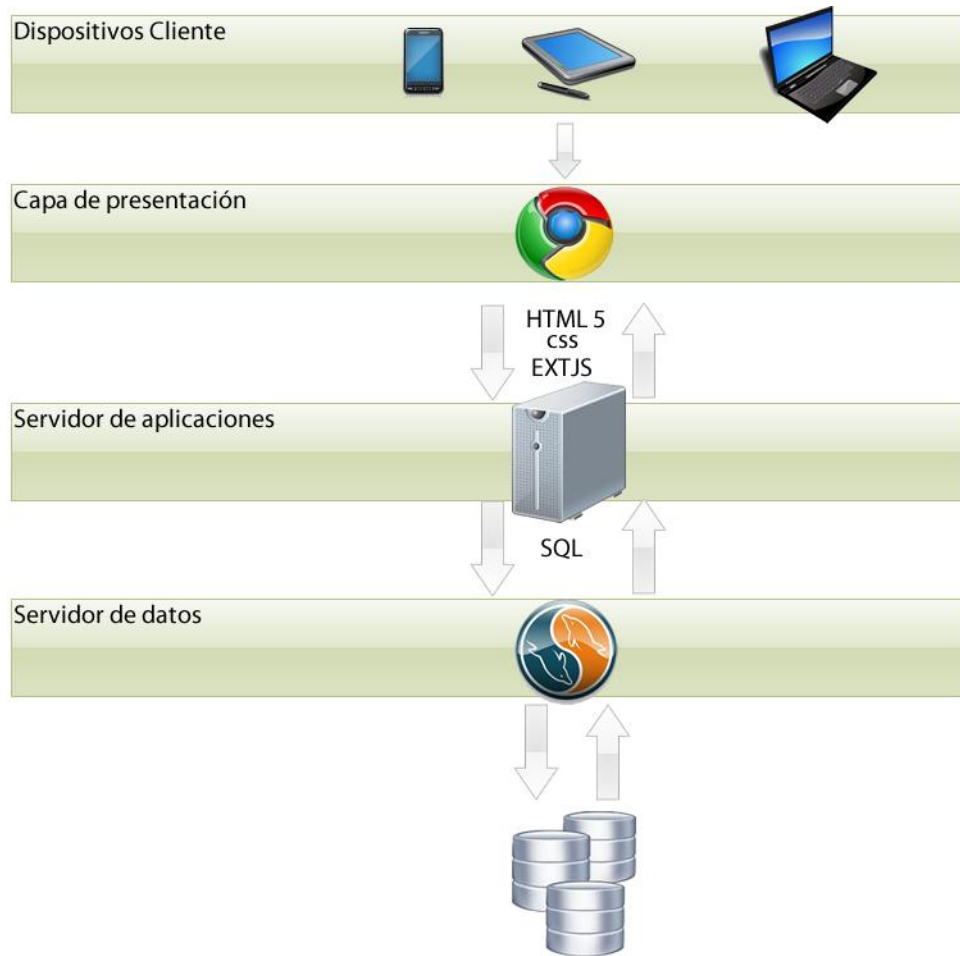 Dispositivos Cliente
Capa de presentación
HTML 5
css
EXTJS
Servidor de aplicaciones
SQL
Servidor de datos